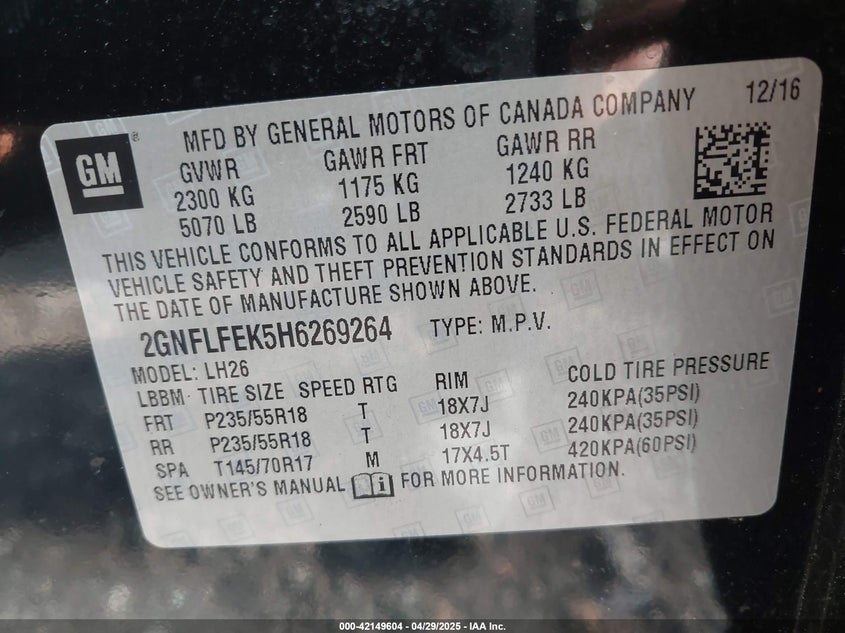 12/16
GM ® MFD BY GENERAL MOTORS OF CANADA COMPANY
GVWR GAWR FRT GAWR RR
2300 KG 1175 KG 1240 KG
5070 LB 2590 LB 2733 LB
THIS VEHICLE CONFORMS TO ALL APPLICABLE U.S. FEDERAL MOTOR
VEHICLE SAFETY AND THEFT PREVENTION STANDARDS IN EFFECT ON
THE DATE OF MANUFACTURE SHOWN ABOVE.
2GNFLFEK5H6269264 TYPE: M.P.V.
MODEL: LH26
LBBM TIRE SIZE SPEED RTG RIM COLD TIRE PRESSURE
FRT P235/55R18 T 18X7J 240KPA(35PSI)
RR P235/55R18 T 18X7J 240KPA(35PSI)
SPA T145/70R17 M 17X4.5T 420KPA(60PSI)
SEE OWNER'S MANUAL FOR MORE INFORMATION.
000-42149604 - 04/29/2025 - IAA Inc.